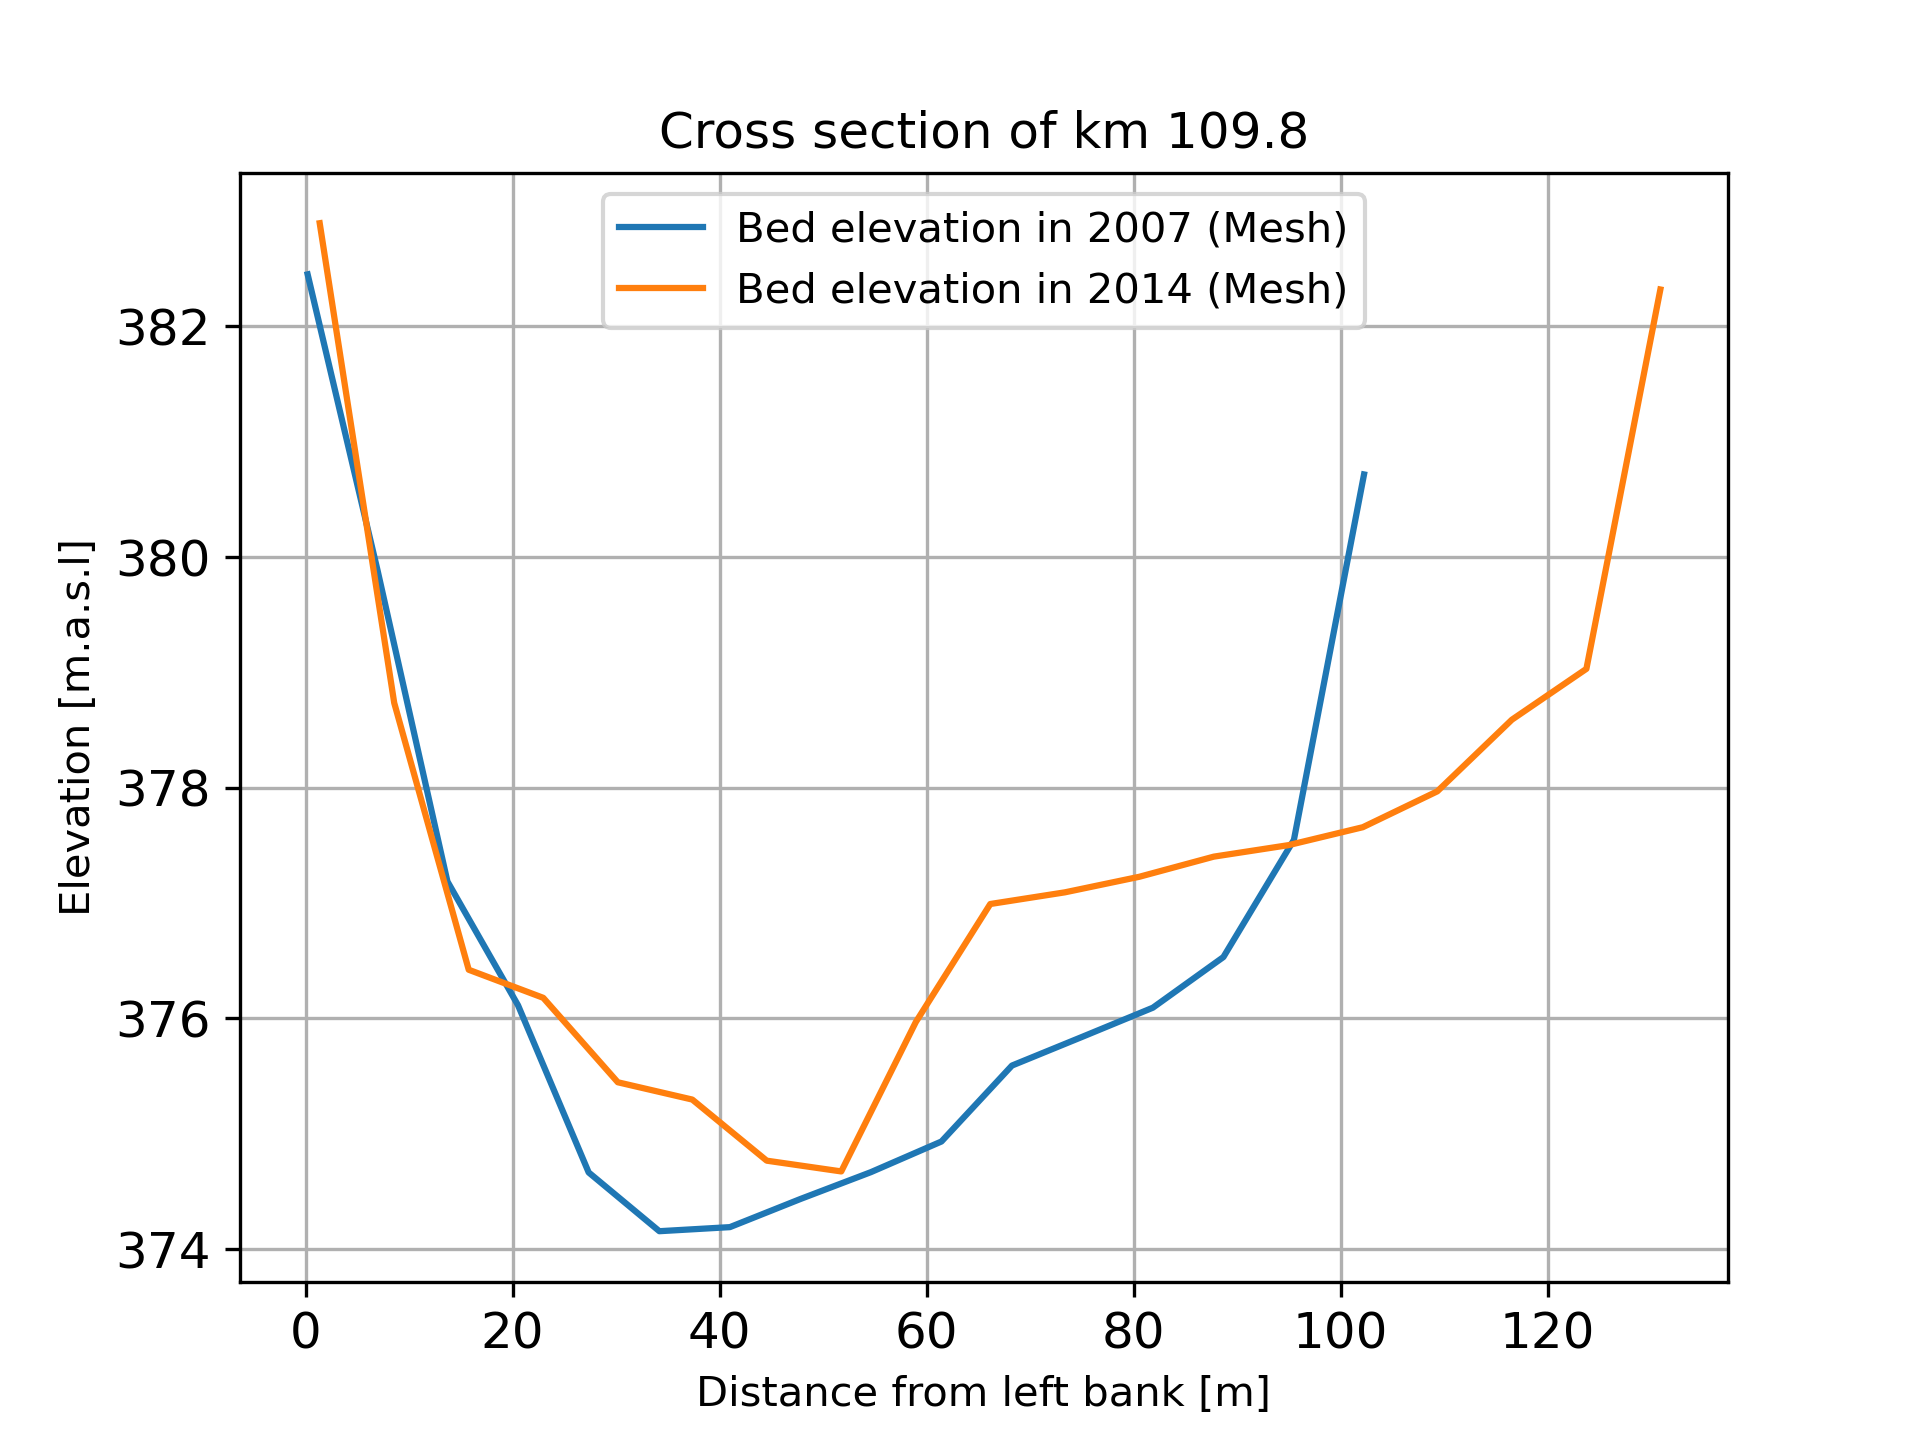 Cross section of km 109.8
Bed elevation in 2007 (Mesh)
Bed elevation in 2014 (Mesh)
382
380
378
376
374
Elevation [m.a.s.l]
0 20 40 60 80 100 120
Distance from left bank [m]